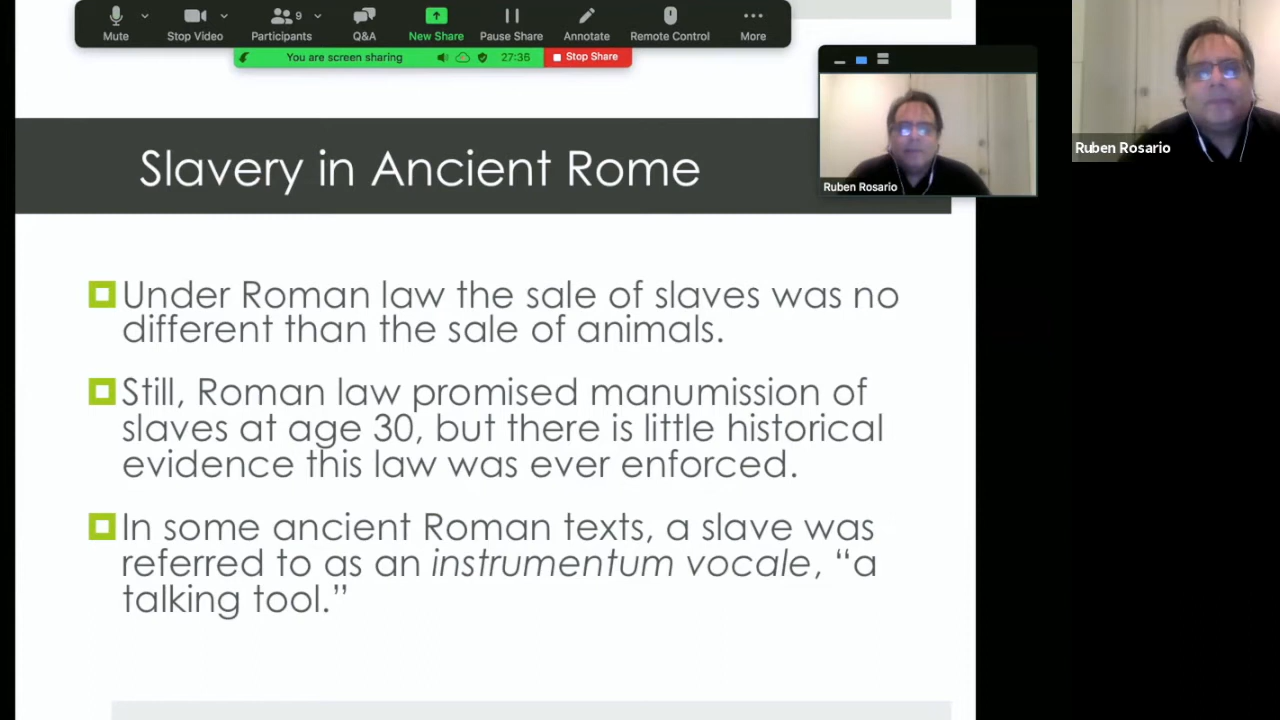 Mute
Stop Video
Participants
9
Q&A
New Share
Pause Share
Annotate
Remote Control
More
You are screen sharing
27:36
Stop Share
Ruben Rosario
Ruben Rosario
Slavery in Ancient Rome
Under Roman law the sale of slaves was no
different than the sale of animals.
Still, Roman law promised manumission of
slaves at age 30, but there is little historical
evidence this law was ever enforced.
In some ancient Roman texts, a slave was
referred to as an instrumentum vocale, “a
talking tool.”